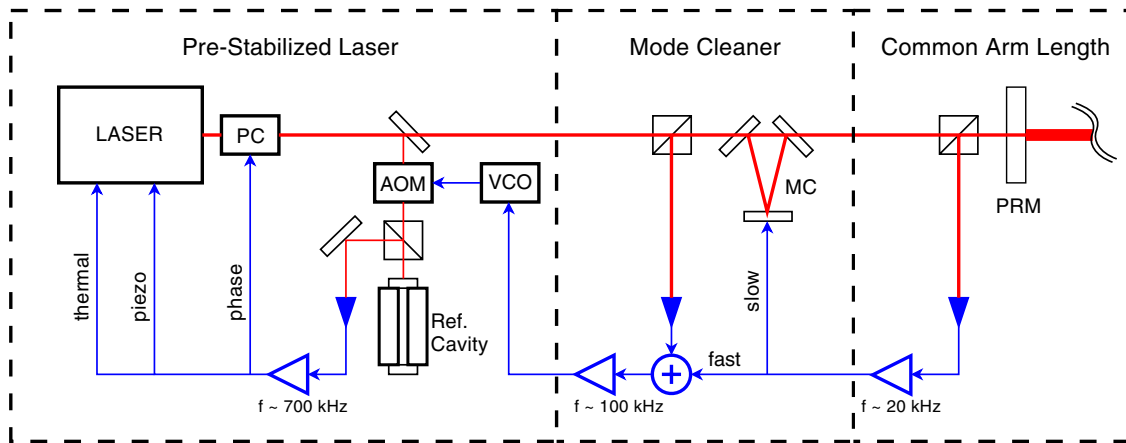 Pre-Stabilized Laser
Mode Cleaner
Common Arm Length
LASER
PC
AOM
VCO
MC
PRM
thermal
piezo
phase
Ref.
Cavity
slow
fast
f ~ 700 kHz
f ~ 100 kHz
f ~ 20 kHz